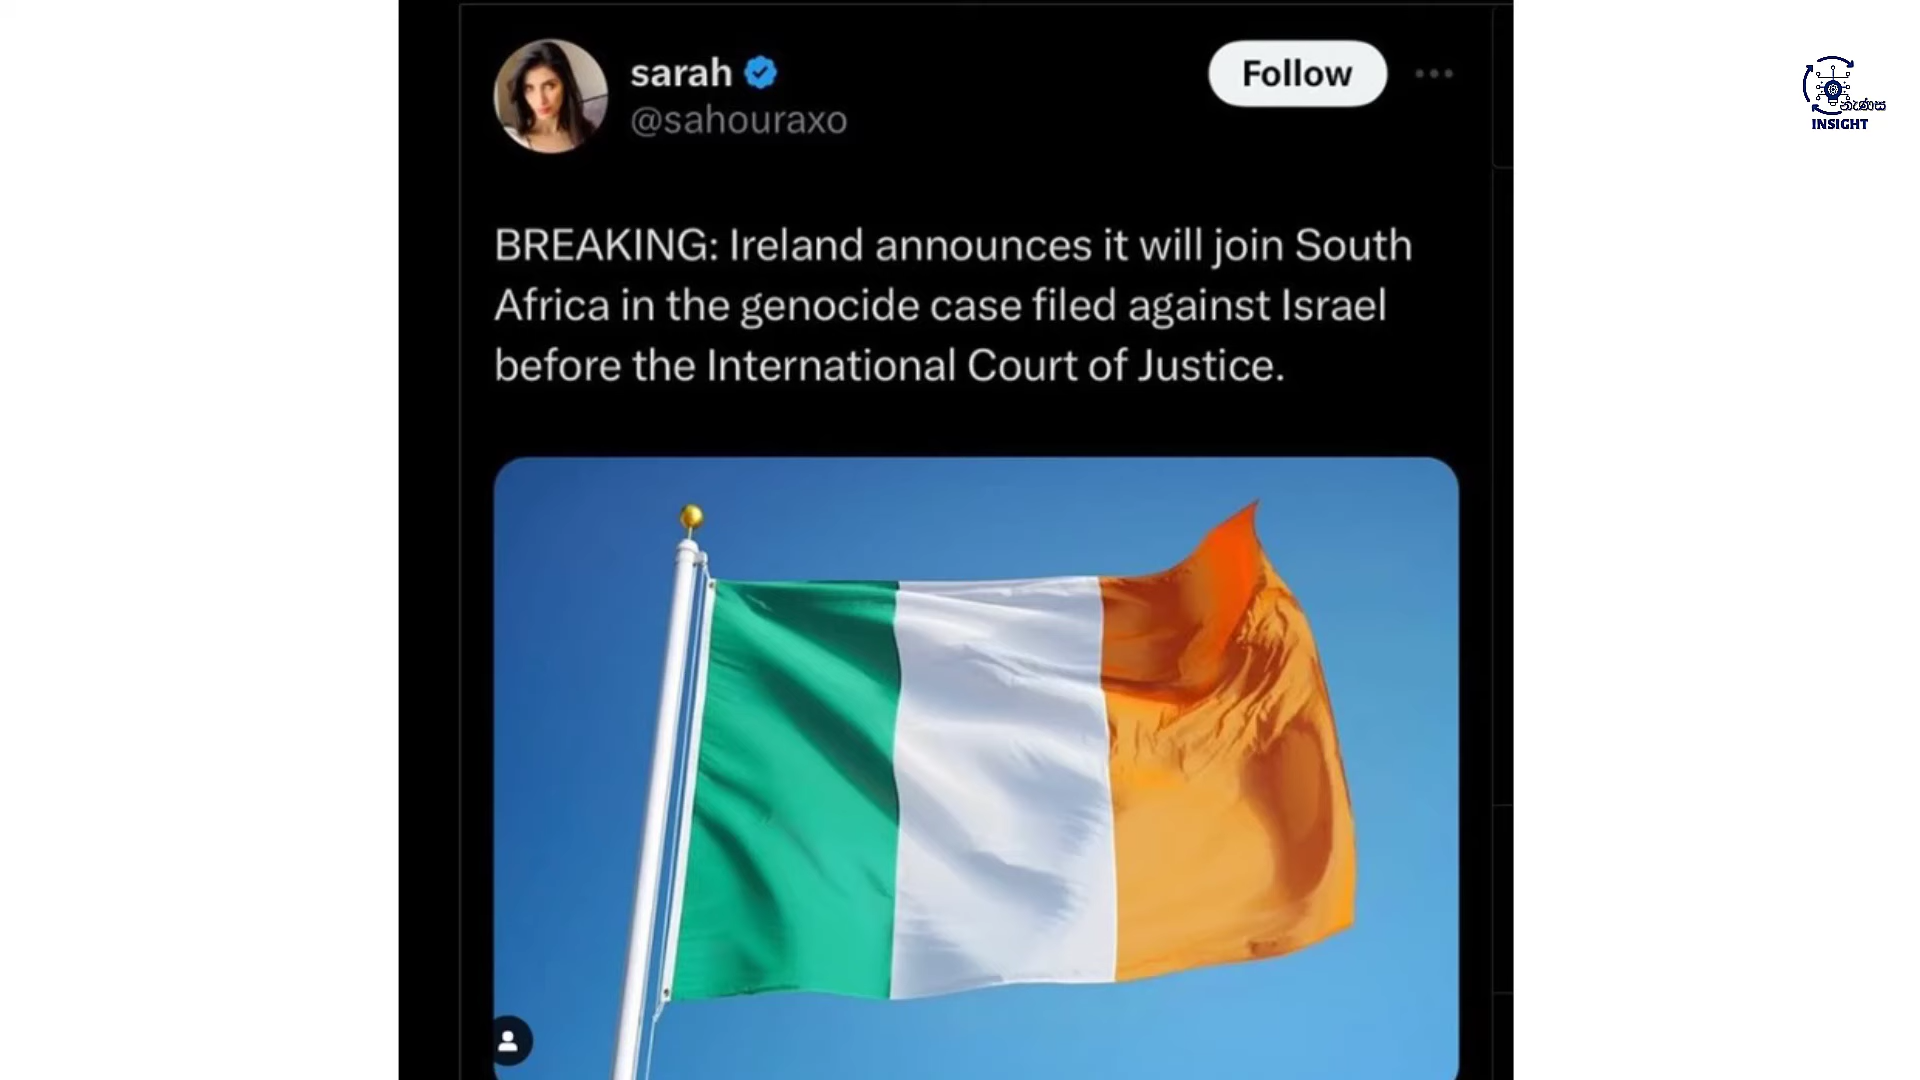 sarah
@sahouraxo
Follow
BREAKING: Ireland announces it will join South
Africa in the genocide case filed against Israel
before the International Court of Justice.
INSIGHT